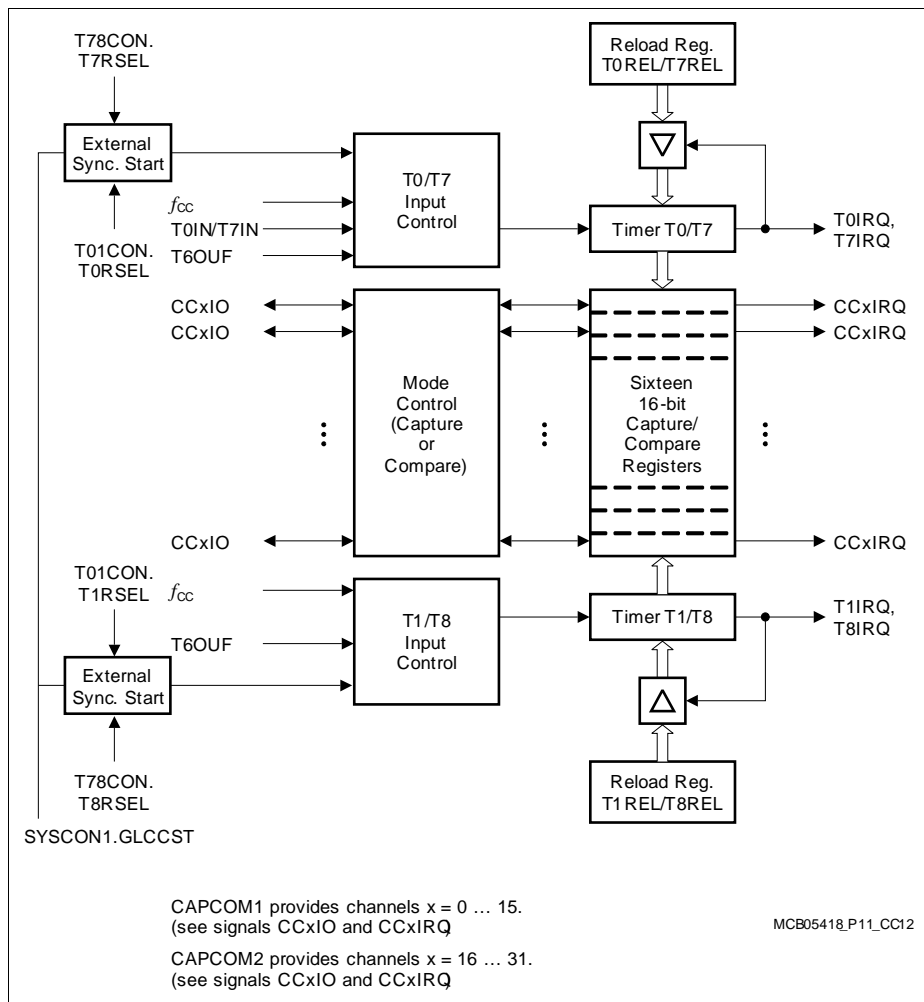 T78CON.
T7RSEL
Reload Reg.
T0REL/T7REL
External
Sync. Start
T0/T7
Input
Control
fCC
T0IN/T7IN
T6OUF
Timer T0/T7
T0IRQ,
T7IRQ
T01CON.
T0RSEL
CCxIO
CCxIO
CCxIRQ
CCxIRQ
Mode
Control
(Capture
or
Compare)
Sixteen
16-bit
Capture/
Compare
Registers
CCxIO
CCxIRQ
T01CON.
T1RSEL
fCC
T6OUF
T1/T8
Input
Control
Timer T1/T8
T1IRQ,
T8IRQ
External
Sync. Start
T78CON.
T8RSEL
Reload Reg.
T1REL/T8REL
SYSCON1.GLCCST
CAPCOM1 provides channels x = 0 … 15.
(see signals CCxIO and CCxIRQ)
MCB05418_P11_CC12
CAPCOM2 provides channels x = 16 … 31.
(see signals CCxIO and CCxIRQ)